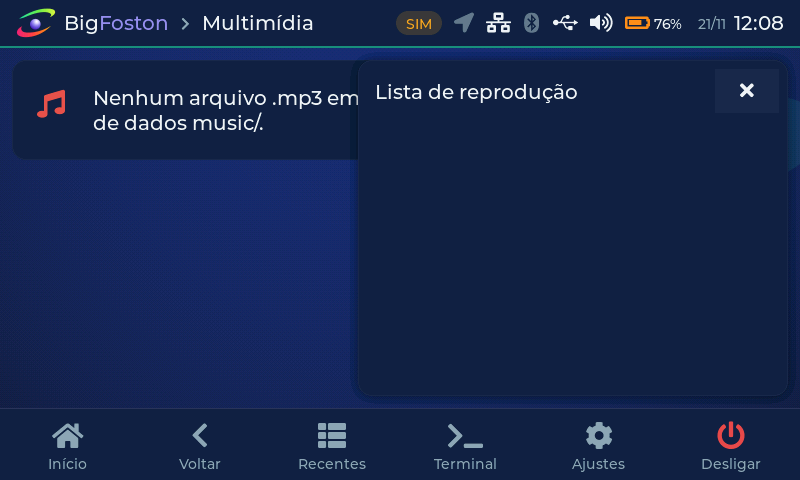 BigFoston > Multimídia
SIM
76%
21/11 12:08
Nenhum arquivo .mp3 em
de dados music/.
Lista de reprodução
Início
Voltar
Recentes
Terminal
Ajustes
Desligar